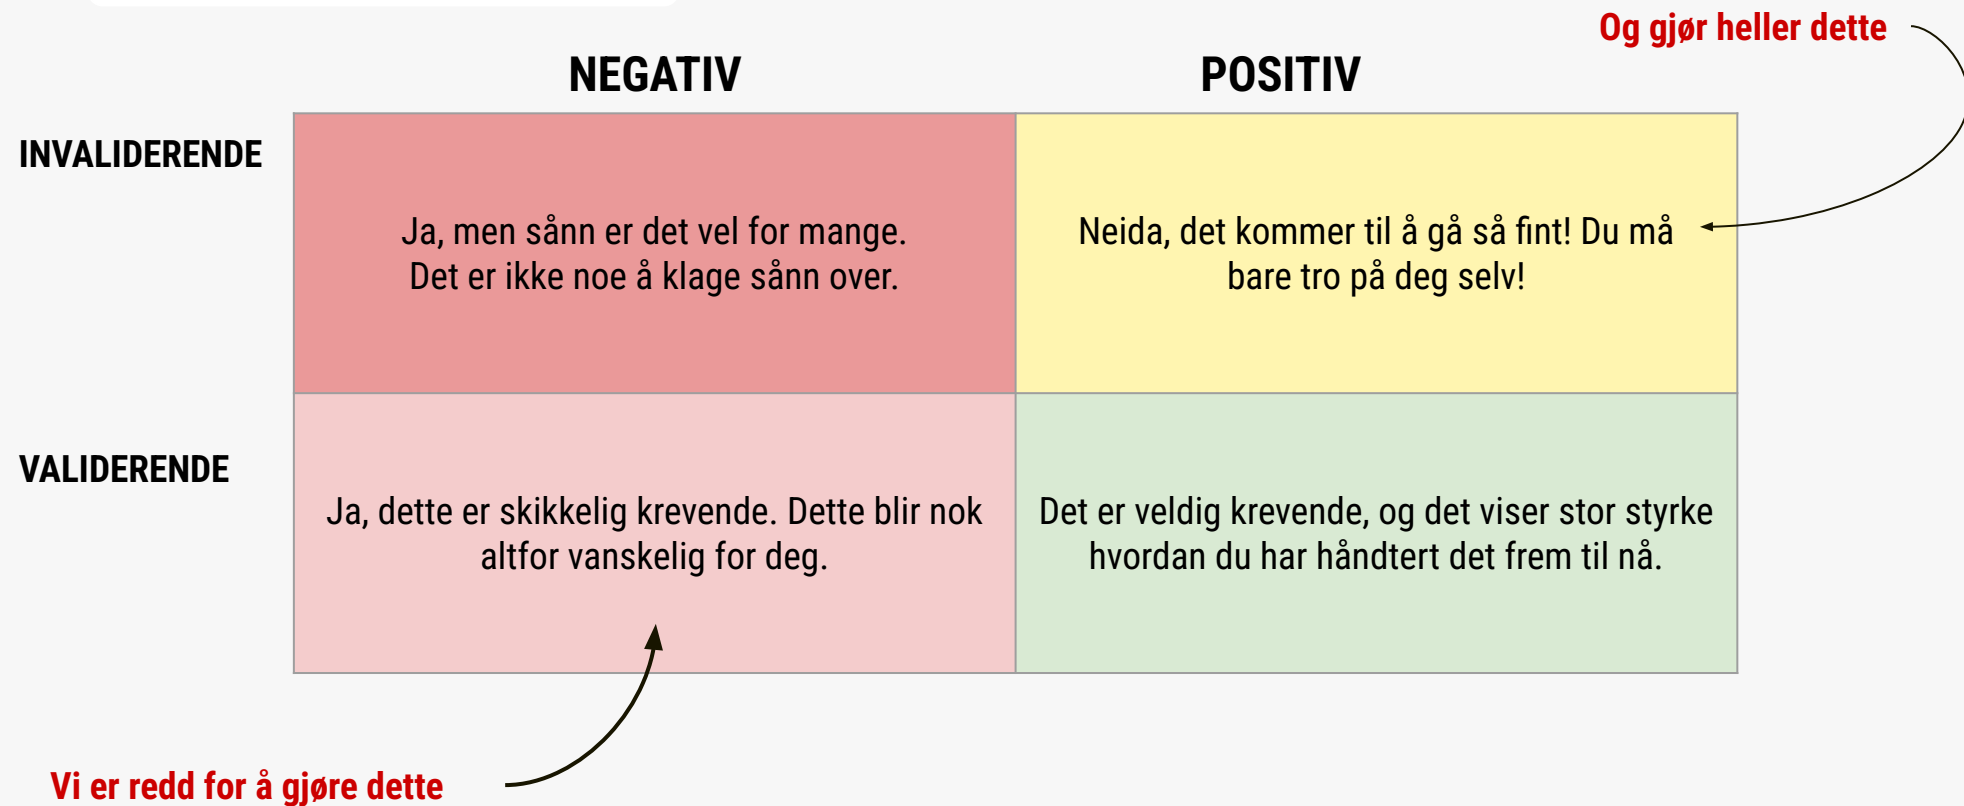 Og gjør heller dette
NEGATIV
POSITIV
INVALIDERENDE
Ja, men sånn er det vel for mange.
Det er ikke noe å klage sånn over.
Neida, det kommer til å gå så fint! Du må
bare tro på deg selv!
VALIDERENDE
Ja, dette er skikkelig krevende. Dette blir nok
altfor vanskelig for deg.
Det er veldig krevende, og det viser stor styrke
hvordan du har håndtert det frem til nå.
Vi er redd for å gjøre dette